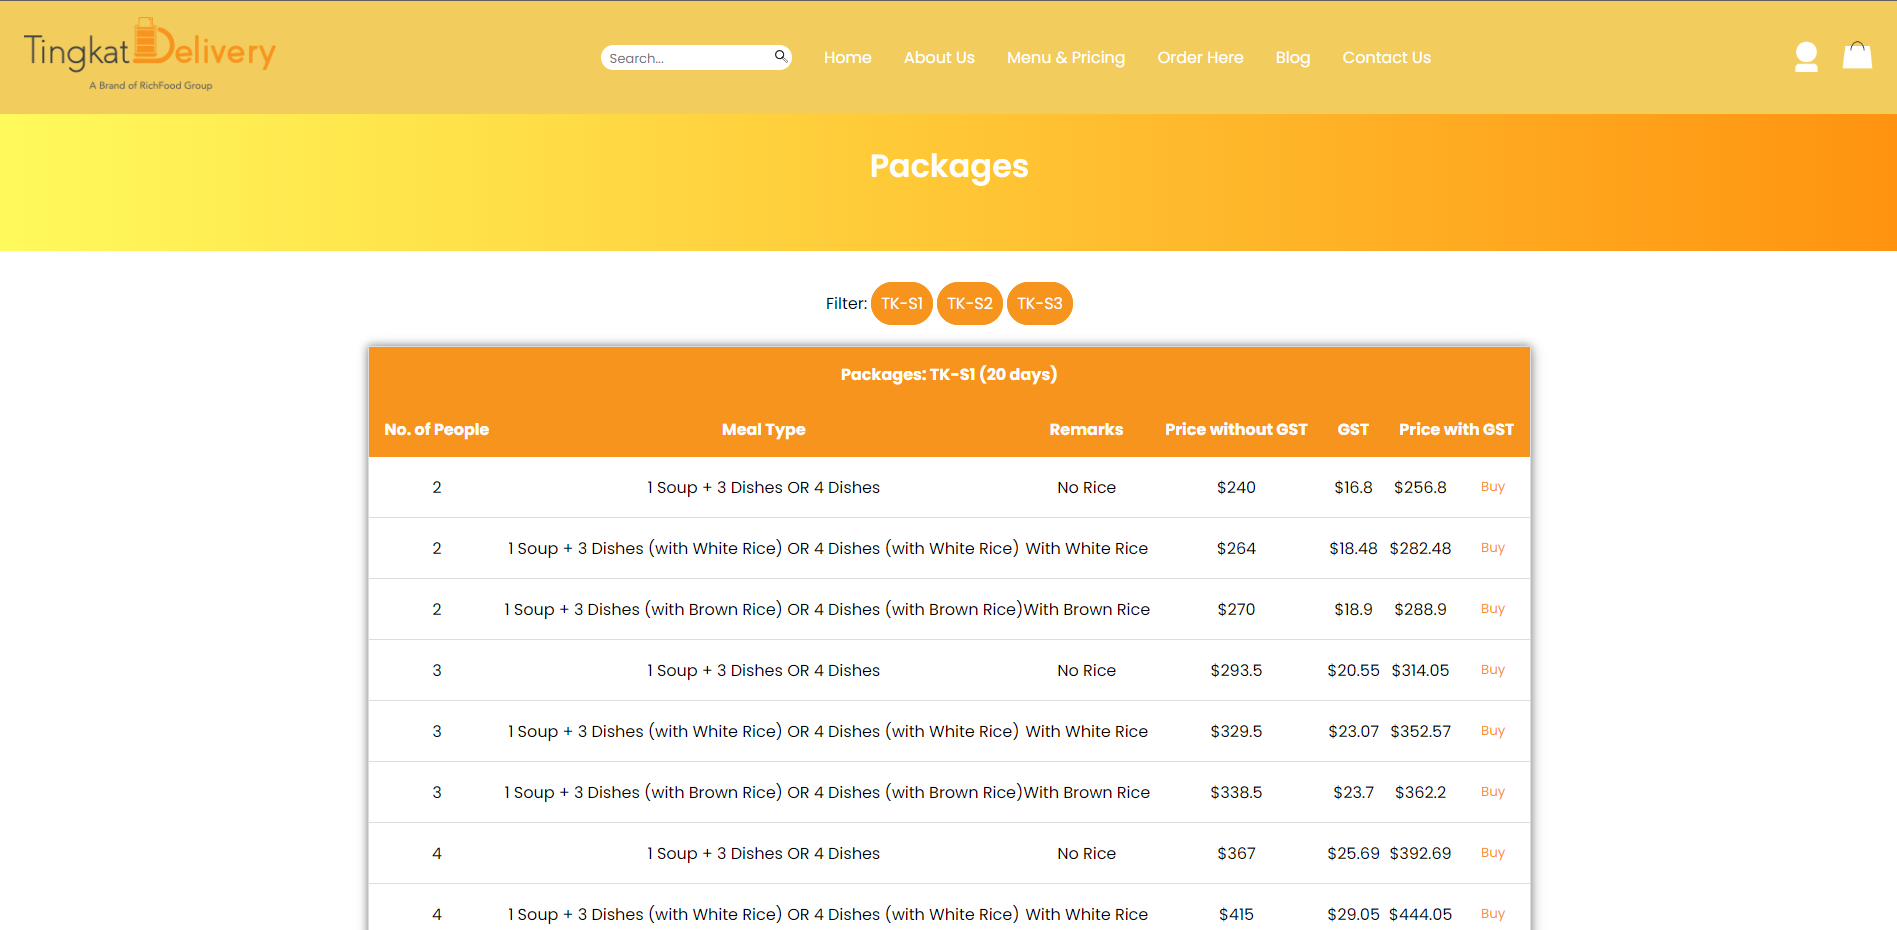 Tingkat Delivery
A Brand of RichFood Group
Search...
Home About Us Menu & Pricing Order Here Blog Contact Us
Packages
Filter: TK-S1 TK-S2 TK-S3
Packages: TK-S1 (20 days)
No. of People Meal Type Remarks Price without GST GST Price with GST
2 1 Soup + 3 Dishes OR 4 Dishes No Rice $240 $16.8 $256.8 Buy
2 1 Soup + 3 Dishes (with White Rice) OR 4 Dishes (with White Rice) With White Rice $264 $18.48 $282.48 Buy
2 1 Soup + 3 Dishes (with Brown Rice) OR 4 Dishes (with Brown Rice) With Brown Rice $270 $18.9 $288.9 Buy
3 1 Soup + 3 Dishes OR 4 Dishes No Rice $293.5 $20.55 $314.05 Buy
3 1 Soup + 3 Dishes (with White Rice) OR 4 Dishes (with White Rice) With White Rice $329.5 $23.07 $352.57 Buy
3 1 Soup + 3 Dishes (with Brown Rice) OR 4 Dishes (with Brown Rice) With Brown Rice $338.5 $23.7 $362.2 Buy
4 1 Soup + 3 Dishes OR 4 Dishes No Rice $367 $25.69 $392.69 Buy
4 1 Soup + 3 Dishes (with White Rice) OR 4 Dishes (with White Rice) With White Rice $415 $29.05 $444.05 Buy